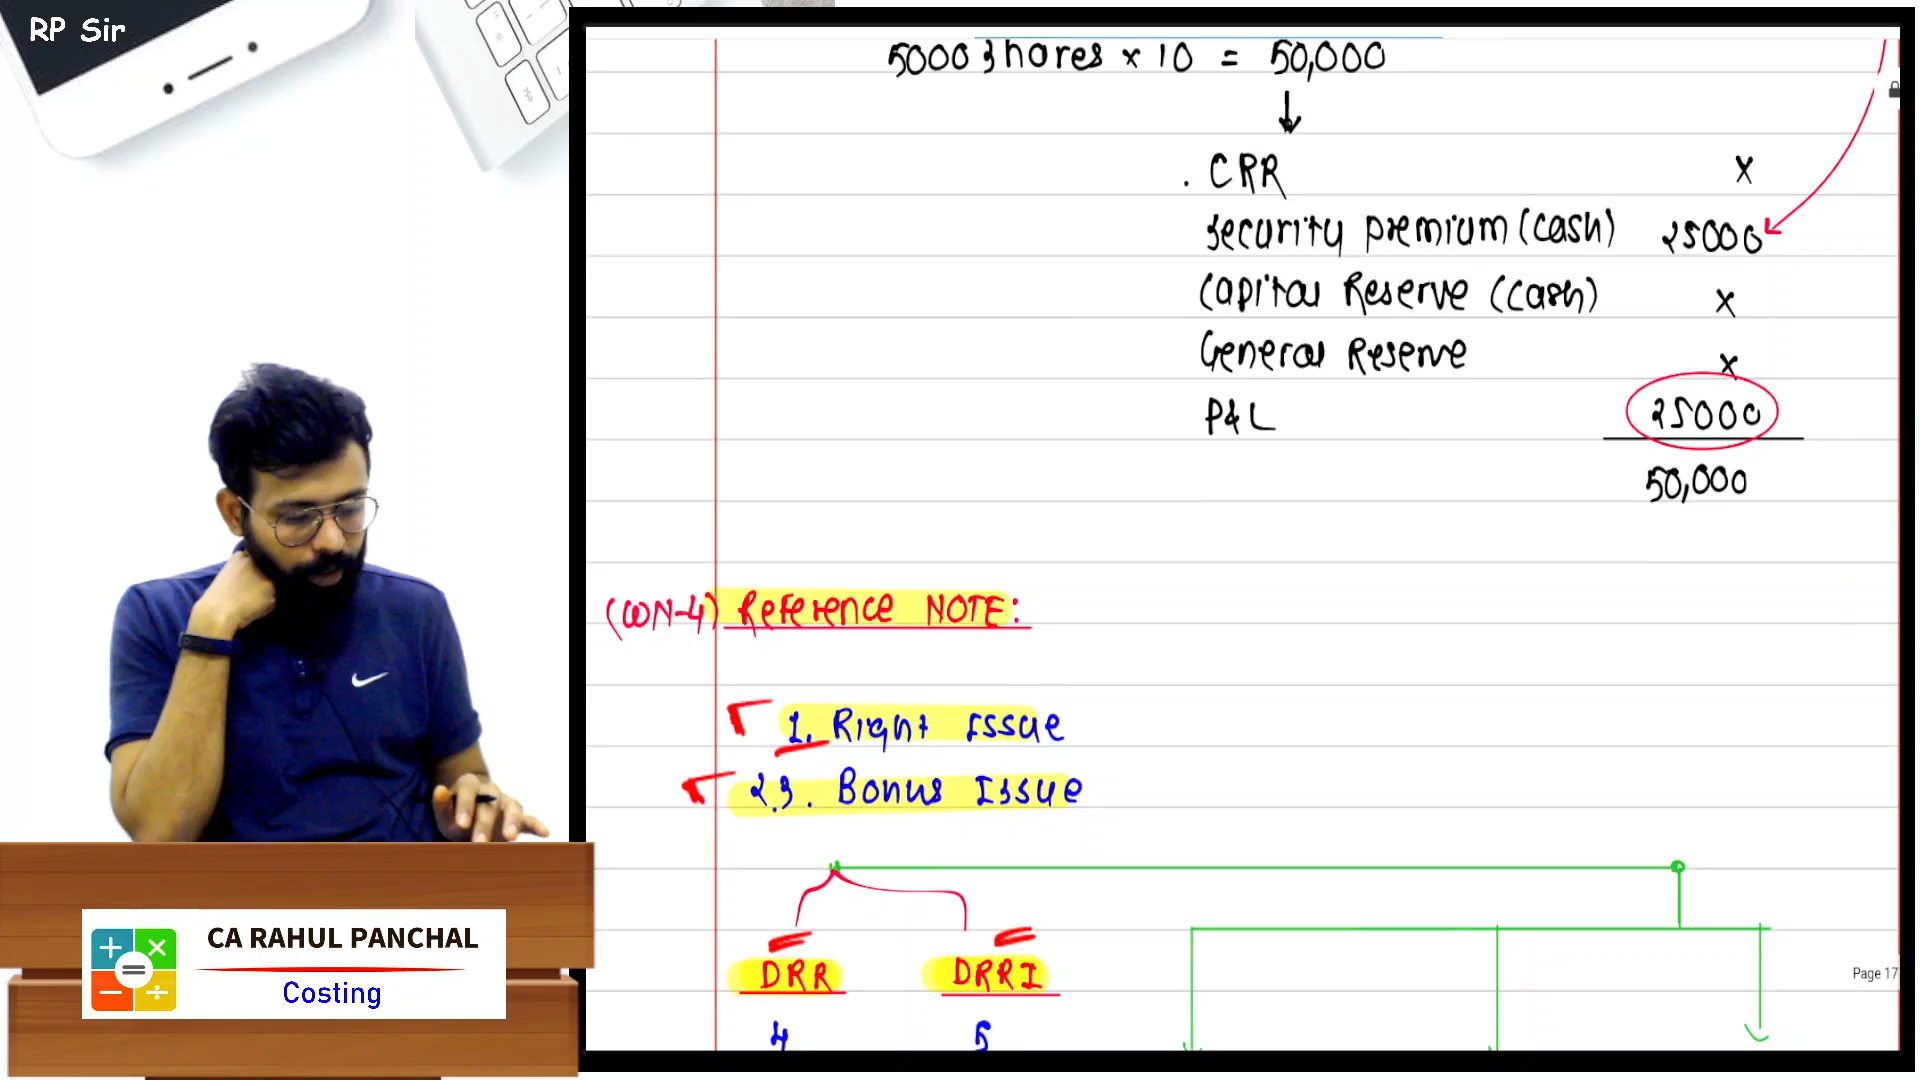 RP Sir
5000 shares × 10 = 50,000
↓
. CRR x
Security Premium (Cash) 25000
Capital Reserve (Cash) x
General Reserve x
P&L 25000
50,000
(WN-4) Reference NOTE:
1. Right Issue
2.3. Bonus Issue
DRR DRRI
4 5
Page 17
CA RAHUL PANCHAL
Costing
+ × = − ÷